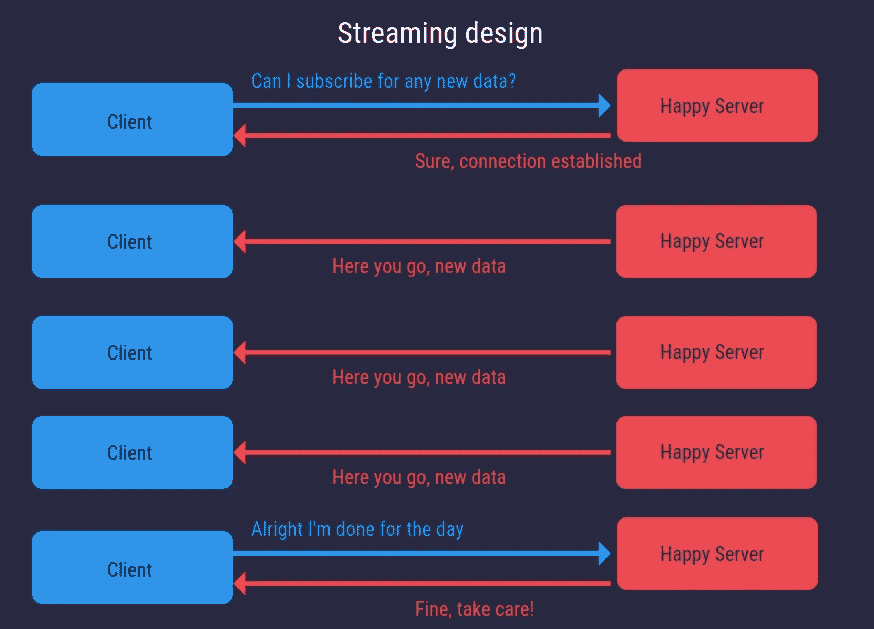 Streaming design
Can I subscribe for any new data?
Client
Happy Server
Sure, connection established
Client
Happy Server
Here you go, new data
Client
Happy Server
Here you go, new data
Client
Happy Server
Here you go, new data
Alright I'm done for the day
Client
Happy Server
Fine, take care!